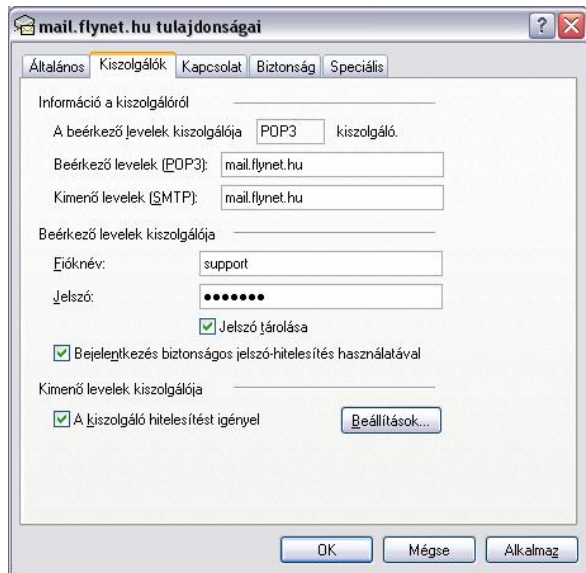 mail.flynet.hu tulajdonságai
Általános Kiszolgálók Kapcsolat Biztonság Speciális
Információ a kiszolgálóról
A beérkező levelek kiszolgálója POP3 kiszolgáló.
Beérkező levelek (POP3): mail.flynet.hu
Kimenő levelek (SMTP): mail.flynet.hu
Beérkező levelek kiszolgálója
Fióknév: support
Jelszó: •••••••
Jelszó tárolása
Bejelentkezés biztonságos jelszó-hitelesítés használatával
Kimenő levelek kiszolgálója
A kiszolgáló hitelesítést igényel Beállítások...
OK Mégse Alkalmaz